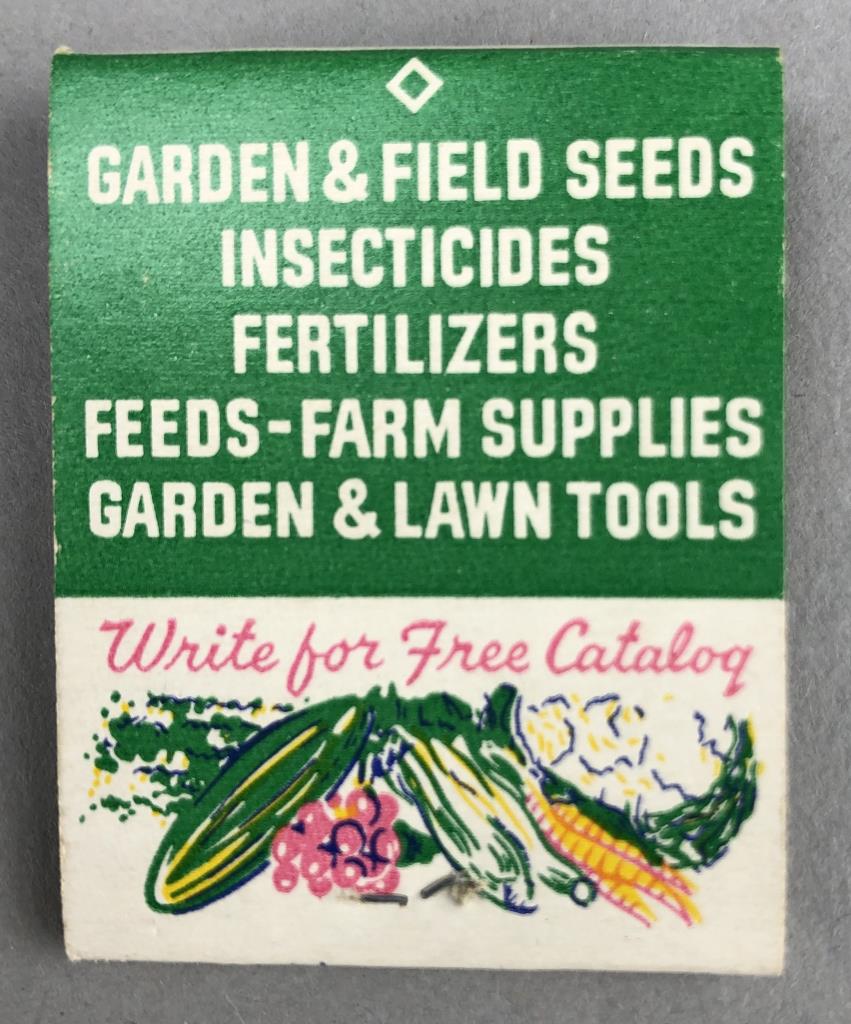 GARDEN & FIELD SEEDS
INSECTICIDES
FERTILIZERS
FEEDS-FARM SUPPLIES
GARDEN & LAWN TOOLS
Write for Free Catalog